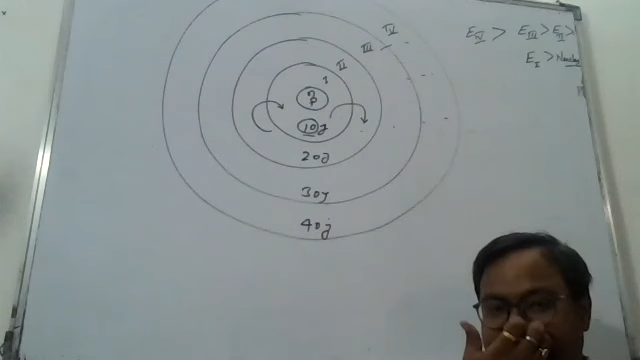 IV
III
II
I
n
p
10J
20J
30J
40J
E_IV > E_III > E_II >
E_I > Nucleus